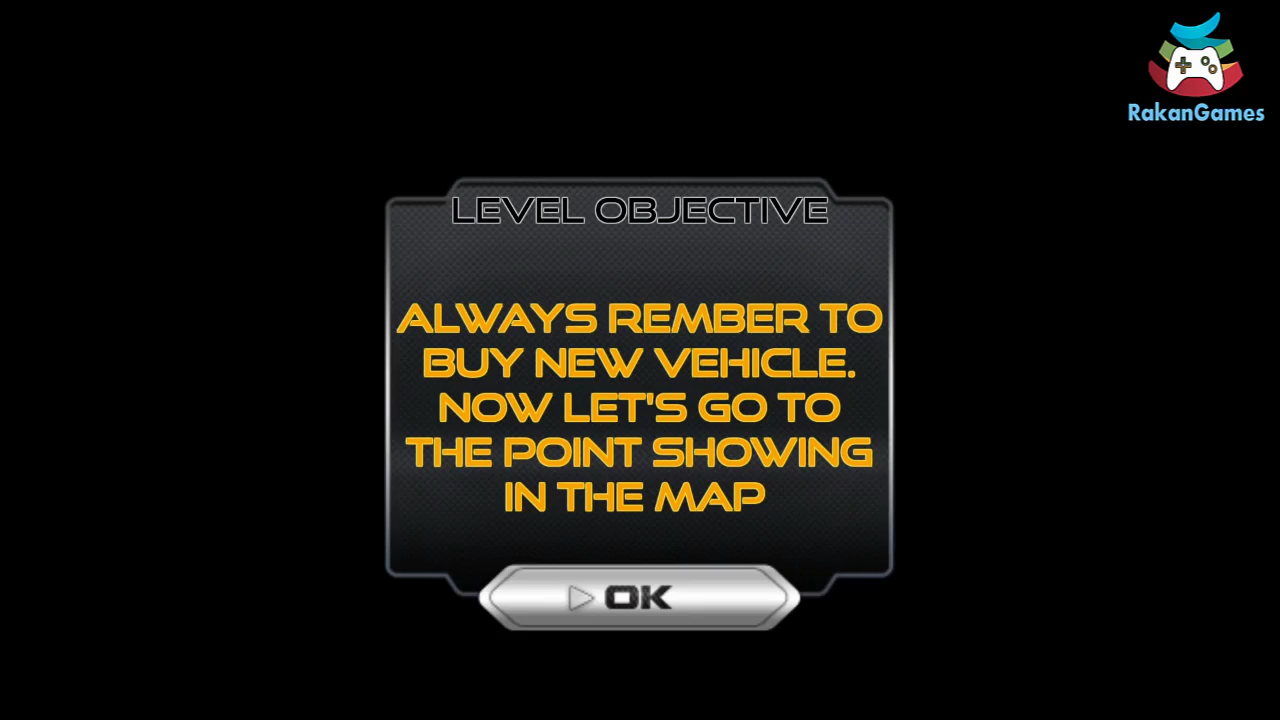 RakanGames
LEVEL OBJECTIVE
ALWAYS REMBER TO
BUY NEW VEHICLE.
NOW LET'S GO TO
THE POINT SHOWING
IN THE MAP
OK